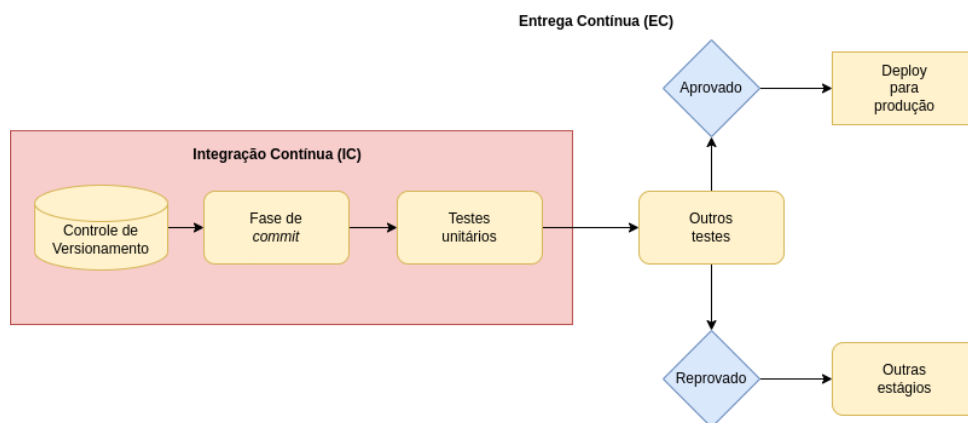 Entrega Contínua (EC)
Aprovado
Deploy
para
produção
Integração Contínua (IC)
Controle de
Versionamento
Fase de
commit
Testes
unitários
Outros
testes
Reprovado
Outras
estágios